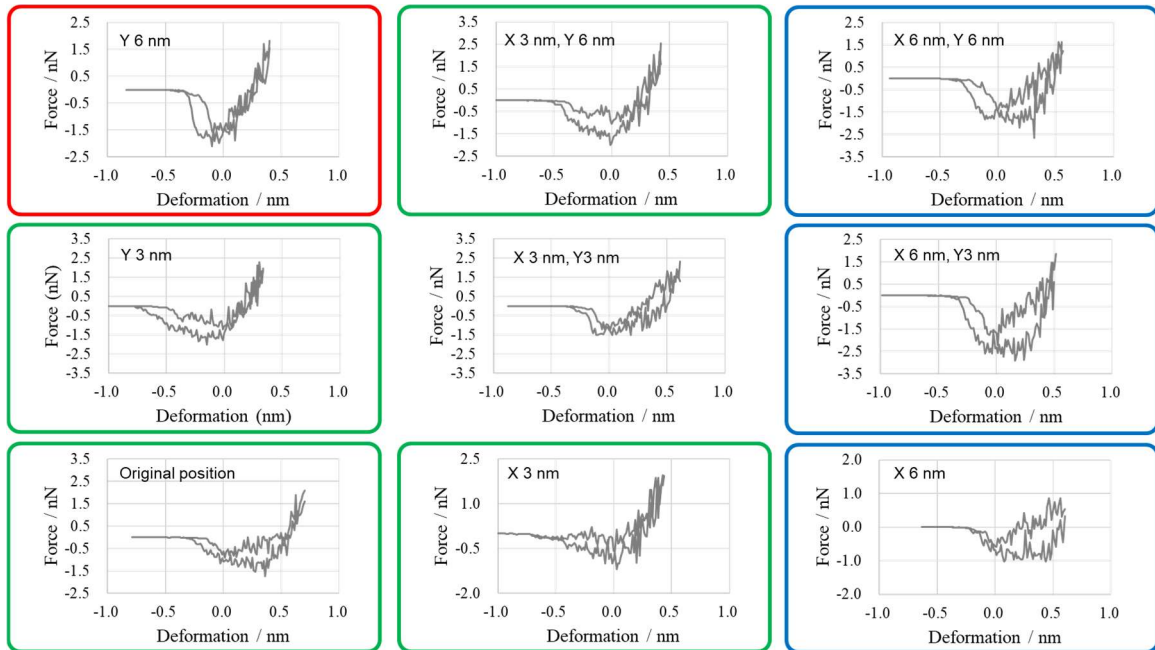 Y 6 nm
Force / nN
2.5
1.5
0.5
-0.5
-1.5
-2.5
-1.0 -0.5 0.0 0.5 1.0
Deformation / nm
X 3 nm, Y 6 nm
Force / nN
3.5
2.5
1.5
0.5
-0.5
-1.5
-2.5
-1.0 -0.5 0.0 0.5 1.0
Deformation / nm
X 6 nm, Y 6 nm
Force / nN
2.5
1.5
0.5
-0.5
-1.5
-2.5
-3.5
-1.0 -0.5 0.0 0.5 1.0
Deformation / nm
Y 3 nm
Force (nN)
3.5
2.5
1.5
0.5
-0.5
-1.5
-2.5
-3.5
-1.0 -0.5 0.0 0.5 1.0
Deformation (nm)
X 3 nm, Y3 nm
Force / nN
3.5
2.5
1.5
0.5
-0.5
-1.5
-2.5
-3.5
-1.0 -0.5 0.0 0.5 1.0
Deformation / nm
X 6 nm, Y3 nm
Force / nN
2.5
1.5
0.5
-0.5
-1.5
-2.5
-3.5
-1.0 -0.5 0.0 0.5 1.0
Deformation / nm
Original position
Force / nN
3.5
2.5
1.5
0.5
-0.5
-1.5
-2.5
-1.0 -0.5 0.0 0.5 1.0
Deformation / nm
X 3 nm
Force / nN
2.5
1.0
-0.5
-2.0
-1.0 -0.5 0.0 0.5 1.0
Deformation / nm
X 6 nm
Force / nN
2.0
1.0
0.0
-1.0
-2.0
-1.0 -0.5 0.0 0.5 1.0
Deformation / nm